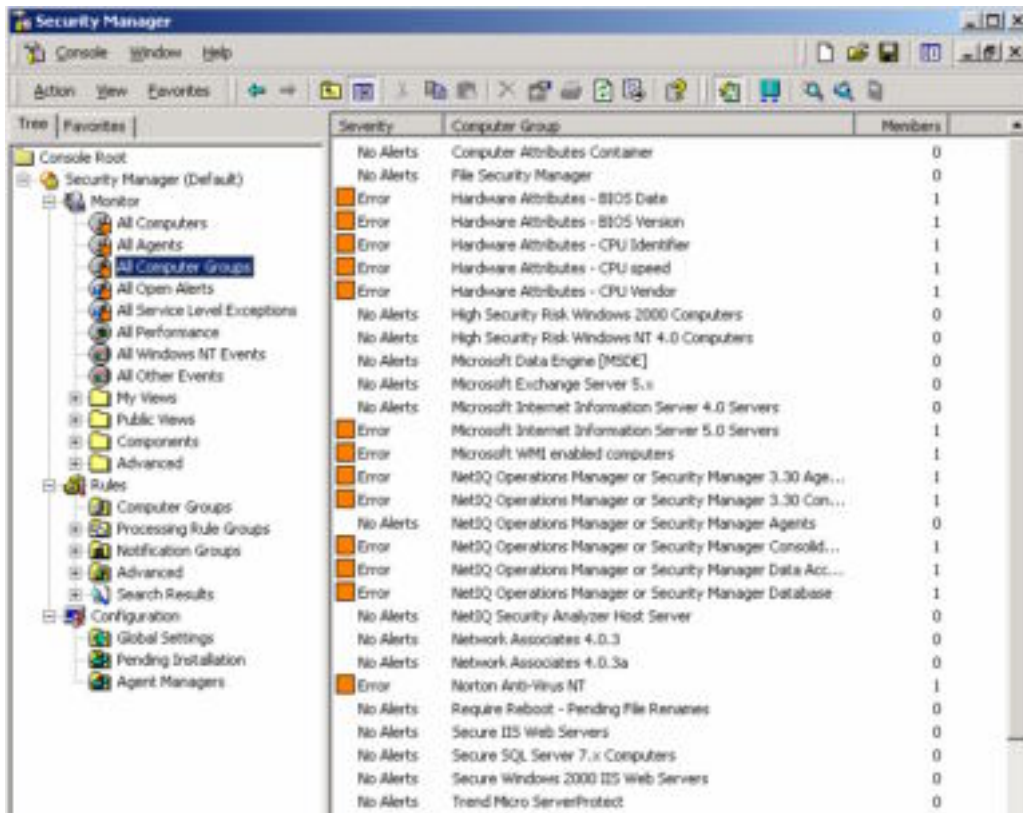 Security Manager
Console Window Help
Action View Favorites
Tree Favorites
Console Root
Security Manager (Default)
Monitor
All Computers
All Agents
All Computer Groups
All Open Alerts
All Service Level Exceptions
All Performance
All Windows NT Events
All Other Events
My Views
Public Views
Components
Advanced
Rules
Computer Groups
Processing Rule Groups
Notification Groups
Advanced
Search Results
Configuration
Global Settings
Pending Installation
Agent Managers
Severity Computer Group Members
No Alerts Computer Attributes Container 0
No Alerts File Security Manager 0
Error Hardware Attributes - BIOS Date 1
Error Hardware Attributes - BIOS Version 1
Error Hardware Attributes - CPU Identifier 1
Error Hardware Attributes - CPU speed 1
Error Hardware Attributes - CPU Vendor 1
No Alerts High Security Risk Windows 2000 Computers 0
No Alerts High Security Risk Windows NT 4.0 Computers 0
No Alerts Microsoft Data Engine [MSDE] 0
No Alerts Microsoft Exchange Server 5.x 0
No Alerts Microsoft Internet Information Server 4.0 Servers 0
Error Microsoft Internet Information Server 5.0 Servers 1
Error Microsoft WMI enabled computers 1
Error NetIQ Operations Manager or Security Manager 3.30 Age... 1
Error NetIQ Operations Manager or Security Manager 3.30 Con... 1
No Alerts NetIQ Operations Manager or Security Manager Agents 0
Error NetIQ Operations Manager or Security Manager Consolid... 1
Error NetIQ Operations Manager or Security Manager Data Acc... 1
Error NetIQ Operations Manager or Security Manager Database 1
No Alerts NetIQ Security Analyzer Host Server 0
No Alerts Network Associates 4.0.3 0
No Alerts Network Associates 4.0.3a 0
Error Norton Anti-Virus NT 1
No Alerts Require Reboot - Pending File Renames 0
No Alerts Secure IIS Web Servers 0
No Alerts Secure SQL Server 7.x Computers 0
No Alerts Secure Windows 2000 IIS Web Servers 0
No Alerts Trend Micro ServerProtect 0